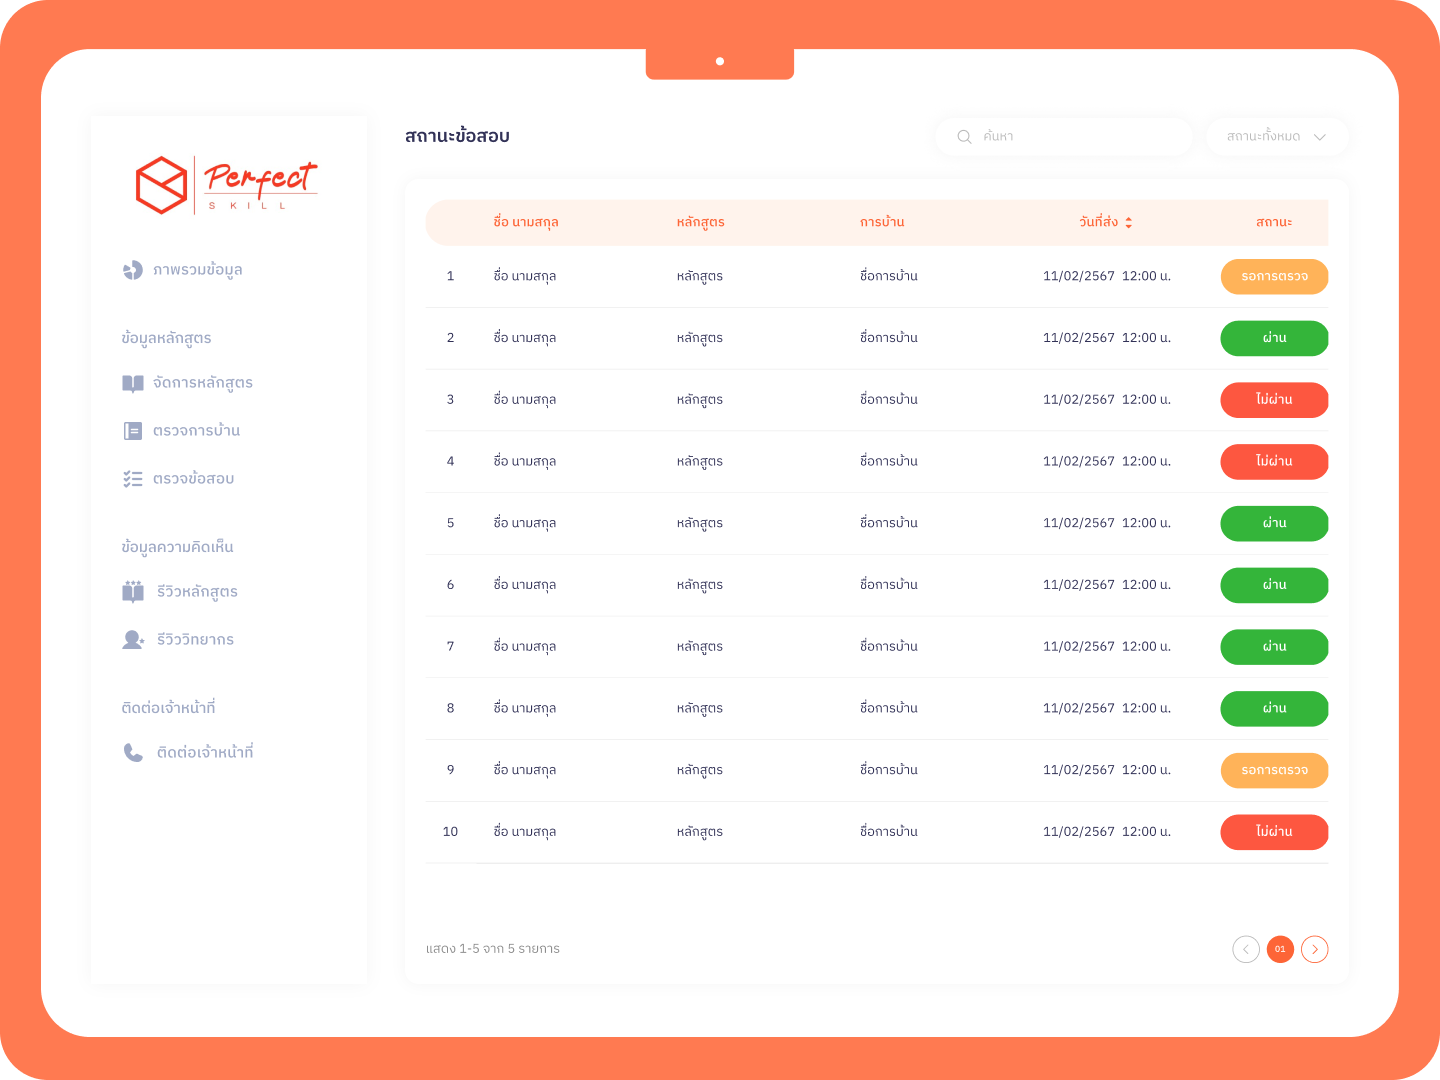 Perfect
SKILL
ภาพรวมข้อมูล
ข้อมูลหลักสูตร
จัดการหลักสูตร
ตรวจการบ้าน
ตรวจข้อสอบ
ข้อมูลความคิดเห็น
รีวิวหลักสูตร
รีวิววิทยากร
ติดต่อเจ้าหน้าที่
ติดต่อเจ้าหน้าที่
สถานะข้อสอบ
ค้นหา
สถานะทั้งหมด
ชื่อ นามสกุล หลักสูตร การบ้าน วันที่ส่ง สถานะ
1 ชื่อ นามสกุล หลักสูตร ชื่อการบ้าน 11/02/2567 12:00 น. รอการตรวจ
2 ชื่อ นามสกุล หลักสูตร ชื่อการบ้าน 11/02/2567 12:00 น. ผ่าน
3 ชื่อ นามสกุล หลักสูตร ชื่อการบ้าน 11/02/2567 12:00 น. ไม่ผ่าน
4 ชื่อ นามสกุล หลักสูตร ชื่อการบ้าน 11/02/2567 12:00 น. ไม่ผ่าน
5 ชื่อ นามสกุล หลักสูตร ชื่อการบ้าน 11/02/2567 12:00 น. ผ่าน
6 ชื่อ นามสกุล หลักสูตร ชื่อการบ้าน 11/02/2567 12:00 น. ผ่าน
7 ชื่อ นามสกุล หลักสูตร ชื่อการบ้าน 11/02/2567 12:00 น. ผ่าน
8 ชื่อ นามสกุล หลักสูตร ชื่อการบ้าน 11/02/2567 12:00 น. ผ่าน
9 ชื่อ นามสกุล หลักสูตร ชื่อการบ้าน 11/02/2567 12:00 น. รอการตรวจ
10 ชื่อ นามสกุล หลักสูตร ชื่อการบ้าน 11/02/2567 12:00 น. ไม่ผ่าน
แสดง 1-5 จาก 5 รายการ
01